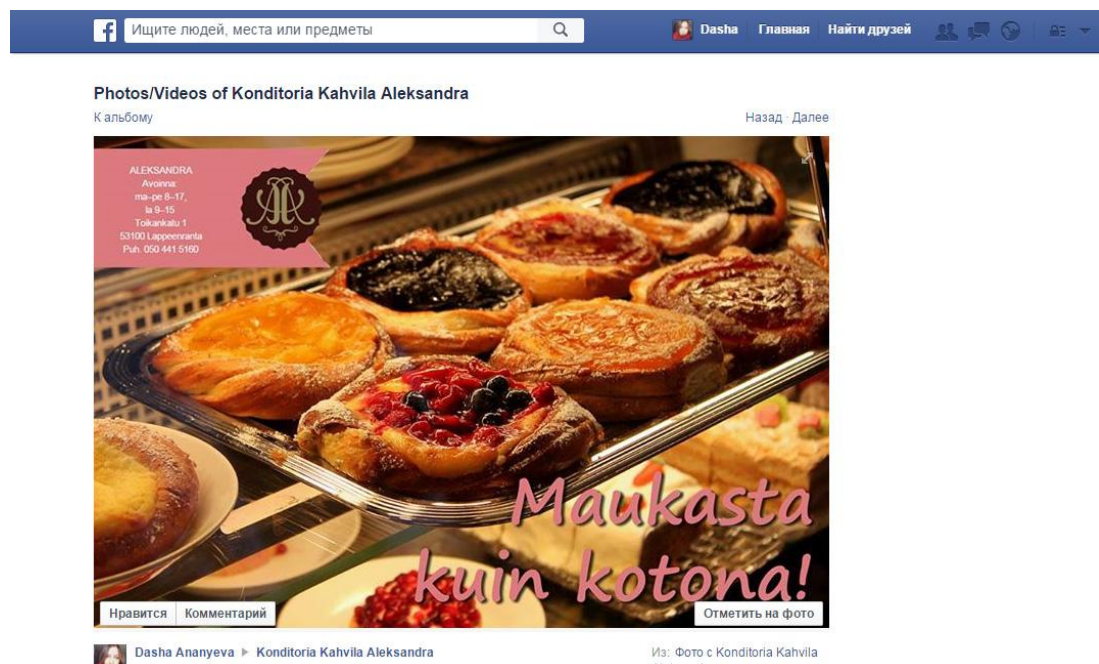 Ищите людей, места или предметы
Dasha Главная Найти друзей
Photos/Videos of Konditoria Kahvila Aleksandra
К альбому
Назад · Далее
ALEKSANDRA
Avoinna:
ma-pe 8-17,
la 9-15
Toikankatu 1
53100 Lappeenranta
Puh. 050 441 5160
Maukasta
kuin kotona!
Нравится Комментарий
Отметить на фото
Dasha Ananyeva ▸ Konditoria Kahvila Aleksandra
Из: Фото с Konditoria Kahvila